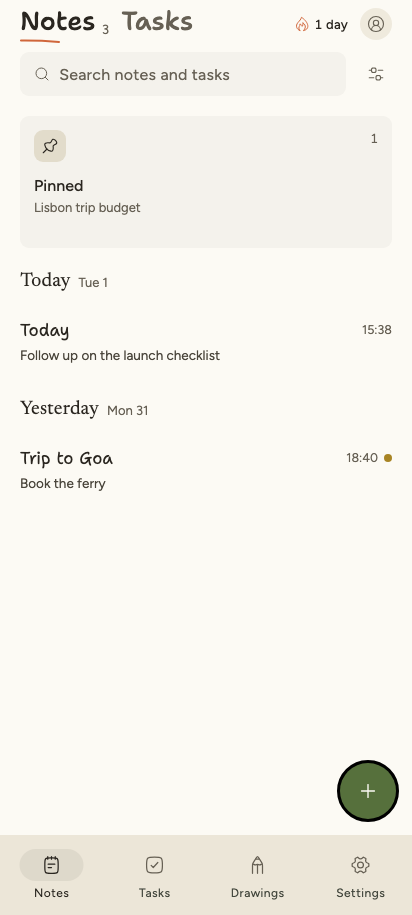 Notes 3 Tasks 1 day
Search notes and tasks
1
Pinned
Lisbon trip budget
Today Tue 1
Today 15:38
Follow up on the launch checklist
Yesterday Mon 31
Trip to Goa 18:40
Book the ferry
Notes Tasks Drawings Settings